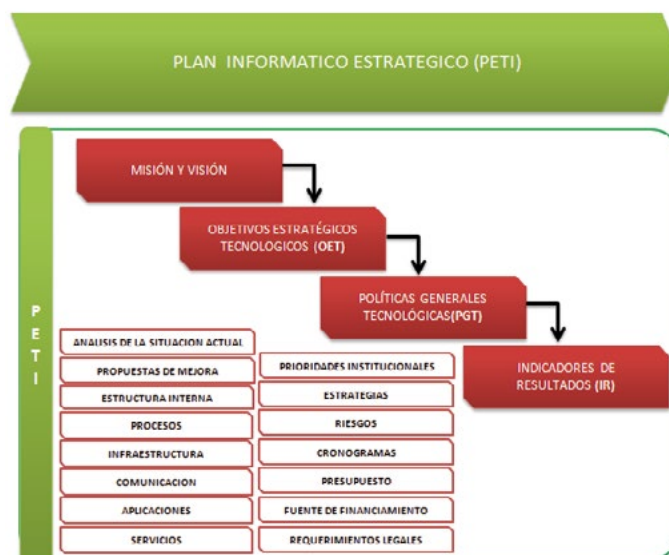 PLAN INFORMATICO ESTRATEGICO (PETI)
MISIÓN Y VISIÓN
OBJETIVOS ESTRATÉGICOS
TECNOLOGICOS (OET)
POLÍTICAS GENERALES
TECNOLÓGICAS(PGT)
INDICADORES DE
RESULTADOS (IR)
P
E
T
I
ANALISIS DE LA SITUACION ACTUAL
PROPUESTAS DE MEJORA
ESTRUCTURA INTERNA
PROCESOS
INFRAESTRUCTURA
COMUNICACION
APLICACIONES
SERVICIOS
PRIORIDADES INSTITUCIONALES
ESTRATEGIAS
RIESGOS
CRONOGRAMAS
PRESUPUESTO
FUENTE DE FINANCIAMIENTO
REQUERIMIENTOS LEGALES